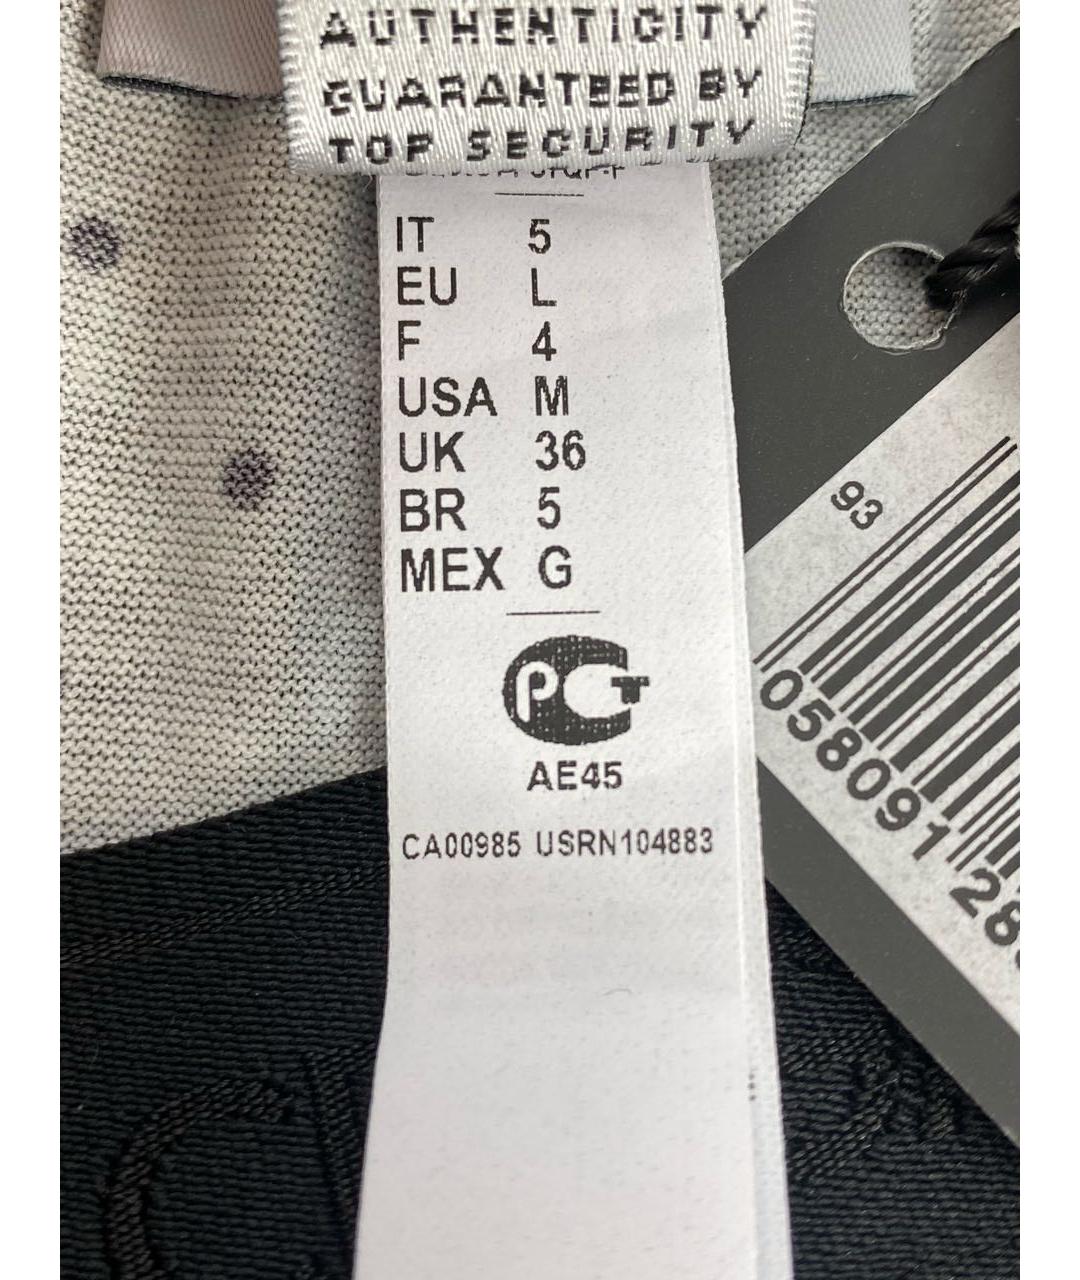 AUTHENTICITY
GUARANTEED BY
TOP SECURITY
IT 5
EU L
F 4
USA M
UK 36
BR 5
MEX G
PCT
AE45
CA00985 USRN104883
93
058091 28